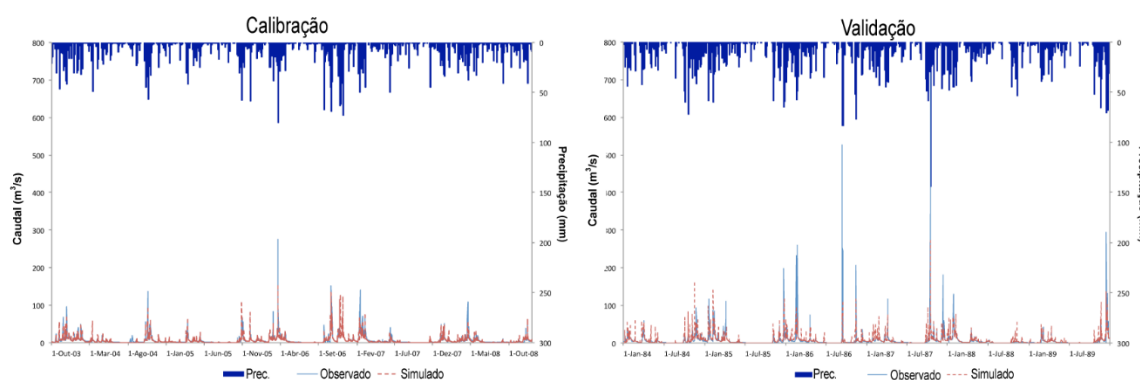 Calibração
800
700
600
500
400
300
200
100
0
Caudal (m³/s)
0
50
100
150
200
250
300
Precipitação (mm)
1-Out-03 1-Mar-04 1-Ago-04 1-Jan-05 1-Jun-05 1-Nov-05 1-Abr-06 1-Set-06 1-Fev-07 1-Jul-07 1-Dez-07 1-Mai-08 1-Out-08
Prec. Observado Simulado
Validação
800
700
600
Caudal (m³/s)
0
50
100
150
200
250
300
1-Jan-84 1-Jul-84 1-Jan-85 1-Jul-85 1-Jan-86 1-Jul-86 1-Jan-87 1-Jul-87 1-Jan-88 1-Jul-88 1-Jan-89 1-Jul-89
Prec. Observado Simulado